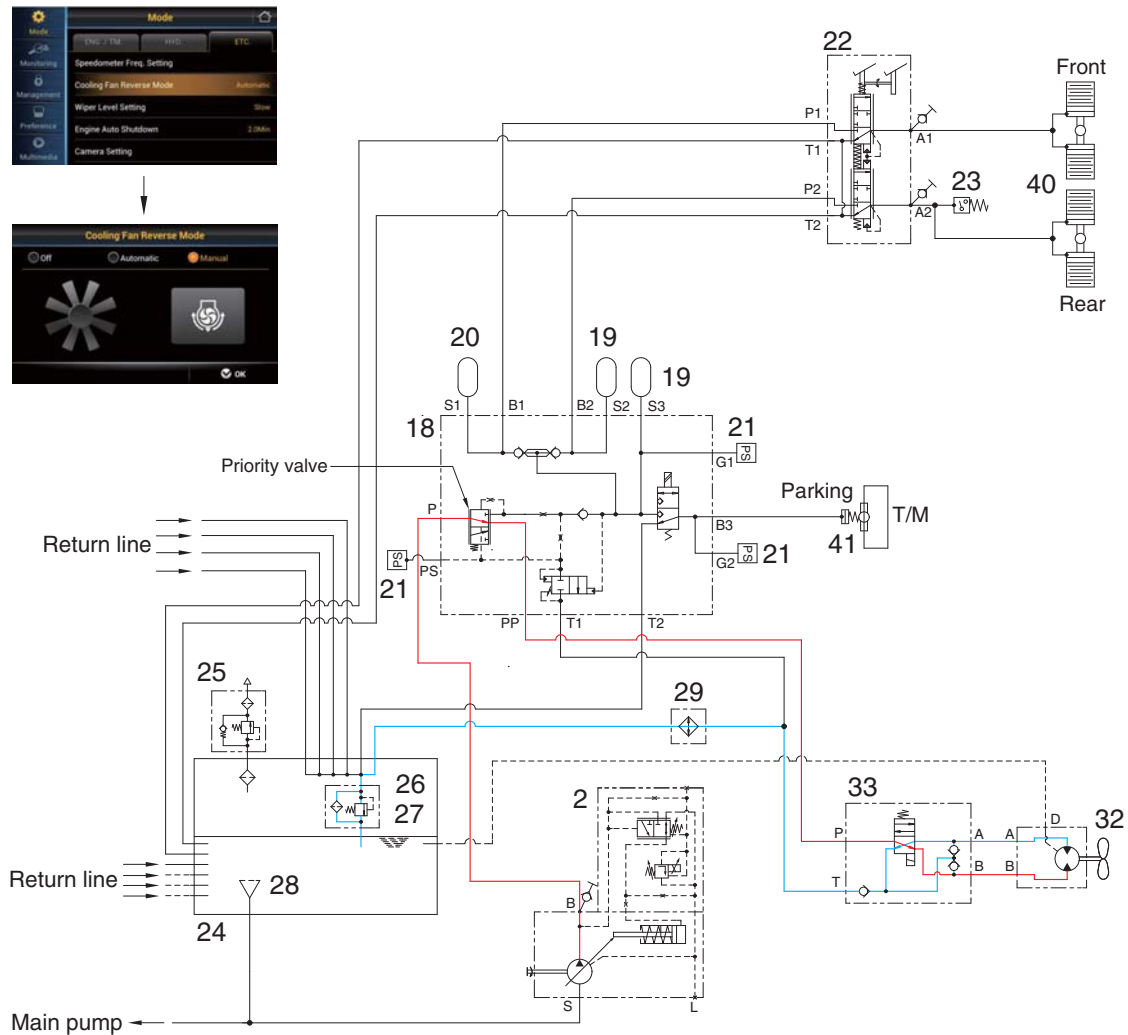 Mode
Mode
ENG. / TM.
HYD.
ETC.
Monitoring
Speedometer Freq. Setting
Management
Cooling Fan Reverse Mode
Automatic
Wiper Level Setting
Slow
Preference
Engine Auto Shutdown
2.0Min
Multimedia
Camera Setting
Cooling Fan Reverse Mode
Off
Automatic
Manual
OK
22
Front
P1
A1
T1
P2
23
40
A2
T2
Rear
20
19
19
S1
B1
B2
S2
S3
18
21
PS
G1
Priority valve
P
Parking
T/M
B3
Return line
PS
PS
21
41
G2
PS
21
PP
T1
T2
25
29
26
27
2
33
D
32
P
A
A
B
B
T
Return line
28
24
B
S
L
Main pump